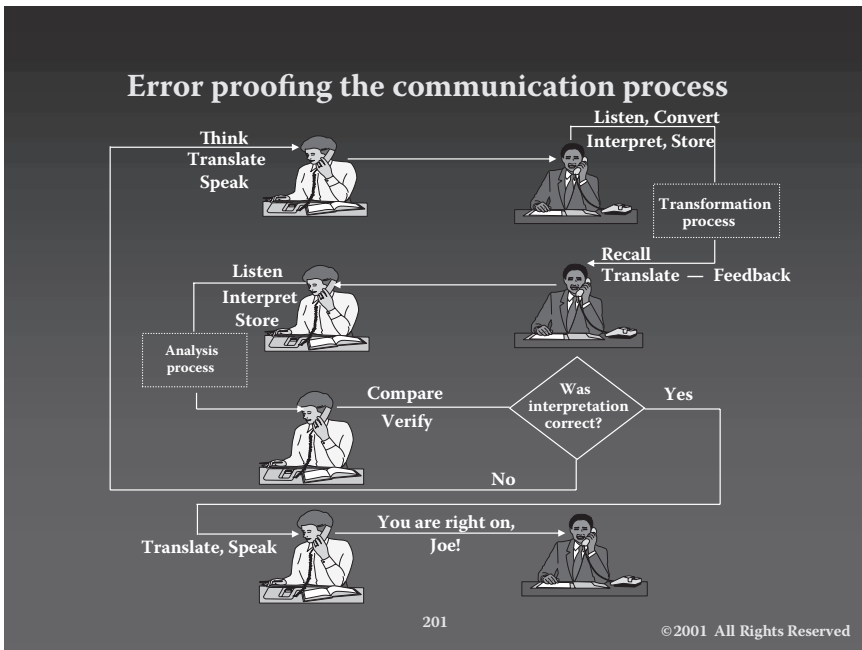 Error proofing the communication process
Think
Translate
Speak
Listen, Convert
Interpret, Store
Transformation
process
Recall
Translate — Feedback
Listen
Interpret
Store
Analysis
process
Compare
Verify
Was
interpretation
correct?
Yes
No
Translate, Speak
You are right on,
Joe!
201
©2001 All Rights Reserved